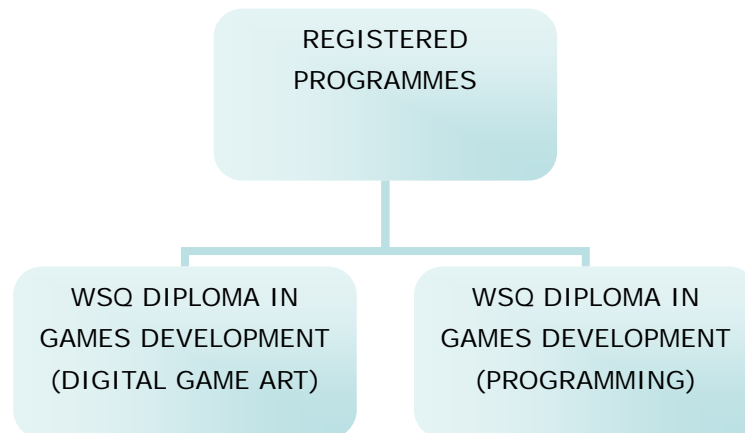 REGISTERED
PROGRAMMES
WSQ DIPLOMA IN
GAMES DEVELOPMENT
(DIGITAL GAME ART)
WSQ DIPLOMA IN
GAMES DEVELOPMENT
(PROGRAMMING)